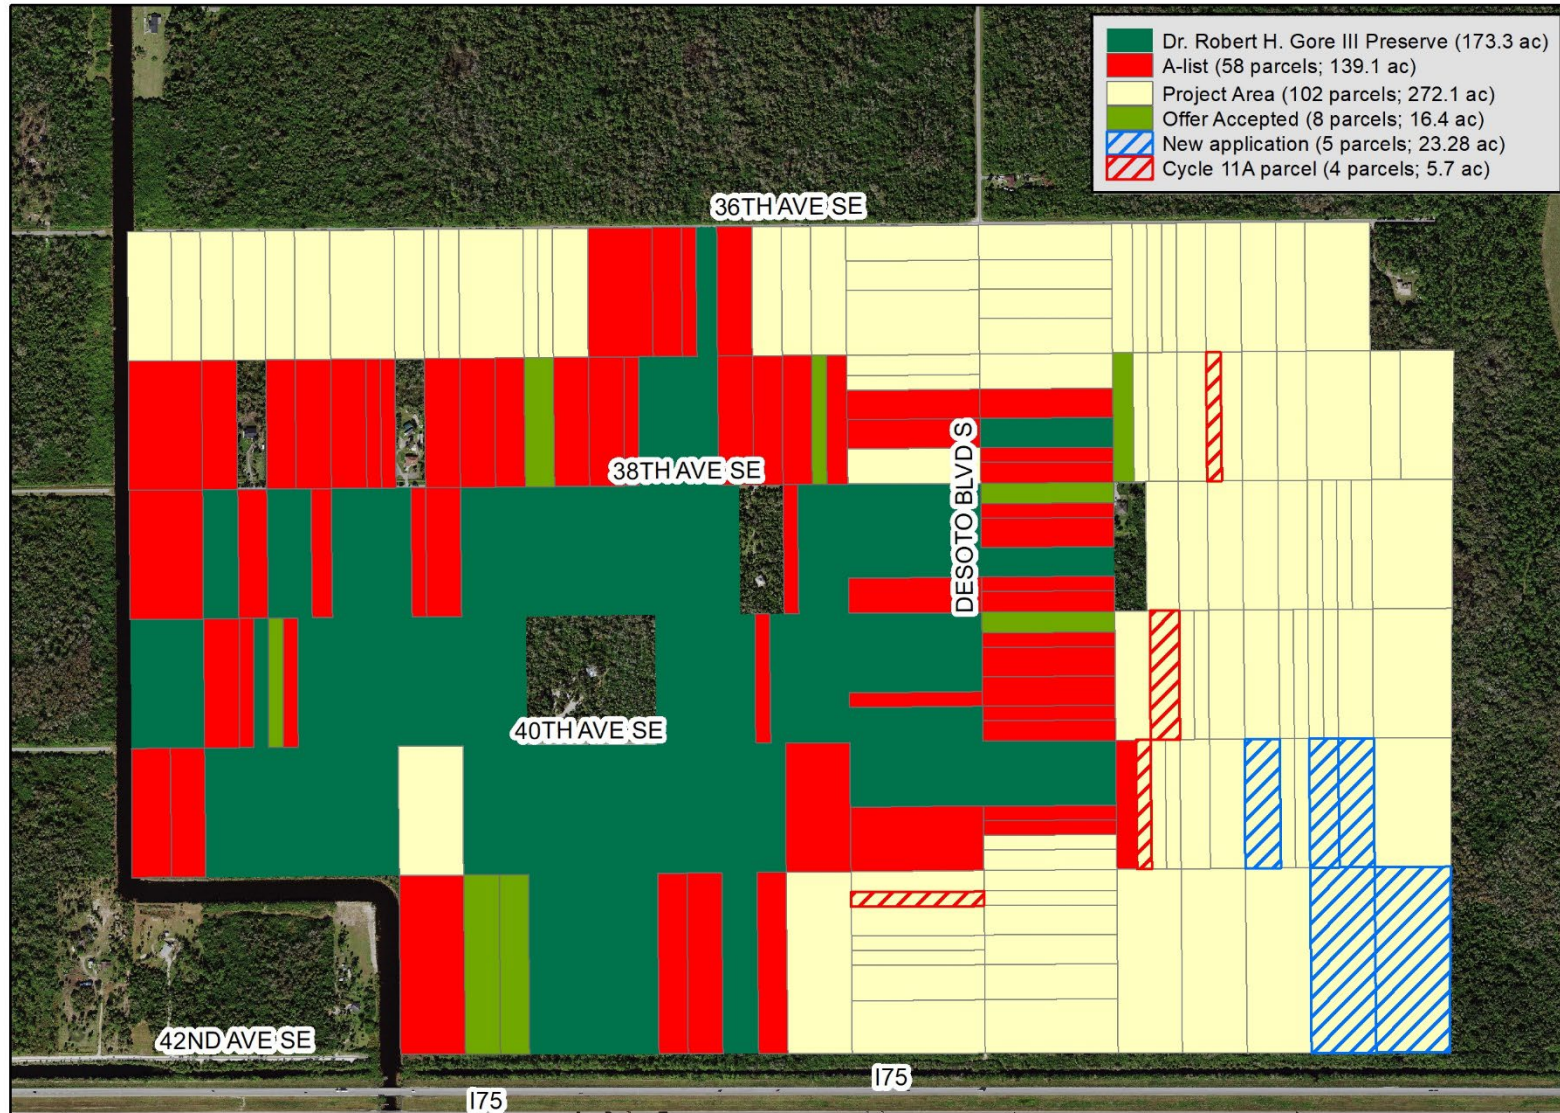 Dr. Robert H. Gore III Preserve (173.3 ac)
A-list (58 parcels; 139.1 ac)
Project Area (102 parcels; 272.1 ac)
Offer Accepted (8 parcels; 16.4 ac)
New application (5 parcels; 23.28 ac)
Cycle 11A parcel (4 parcels; 5.7 ac)
36TH AVE SE
38TH AVE SE
DESOTO BLVD S
40TH AVE SE
42ND AVE SE
I75
I75